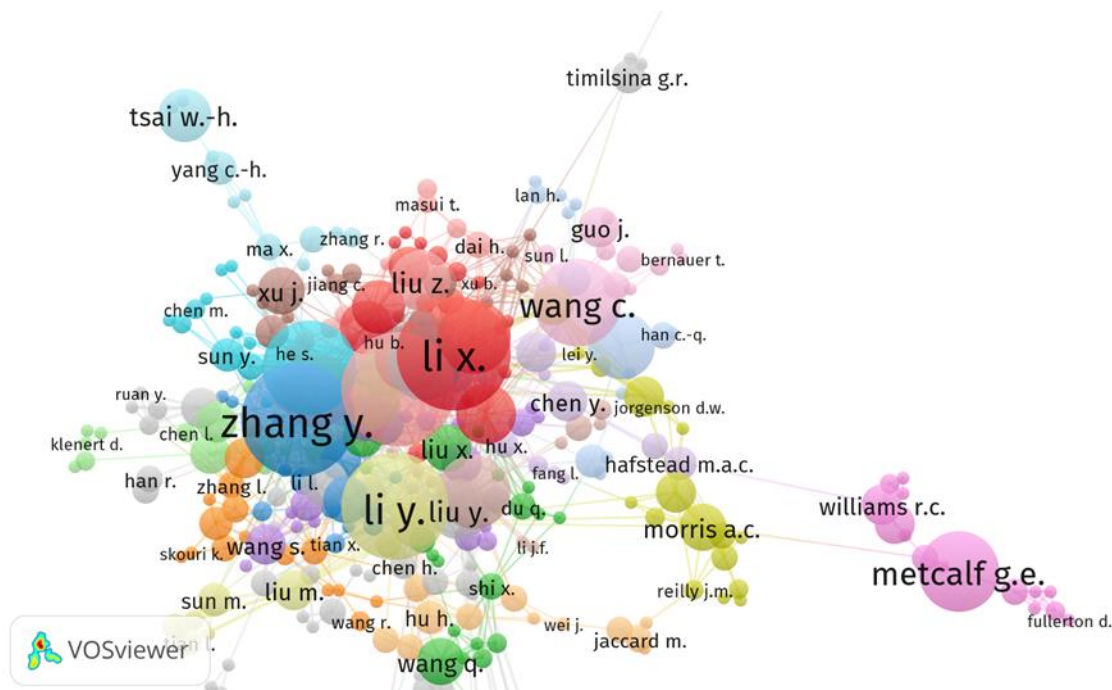 timilsina g.r.
tsai w.-h.
yang c.-h.
lan h.
masui t.
guo j.
zhang r.
dai h.
ma x.
sun l.
bernauer t.
liu z.
xu b.
jiang c.
xu j.
wang c.
chen m.
han c.-q.
hu b.
li x.
he s.
lei y.
sun y.
ruan y.
chen y.
jorgenson d.w.
zhang y.
klenert d.
chen l.
liu x.
hu x.
hafstead m.a.c.
fang l.
han r.
zhang l.
li l.
williams r.c.
li y.
liu y.
du q.
morris a.c.
skouri k.
wang s.
tian x.
li j.f.
chen h.
metcalf g.e.
shi x.
liu m.
reilly j.m.
sun m.
hu h.
wang r.
wei j.
fullerton d.
jaccard m.
VOSviewer
wang q.